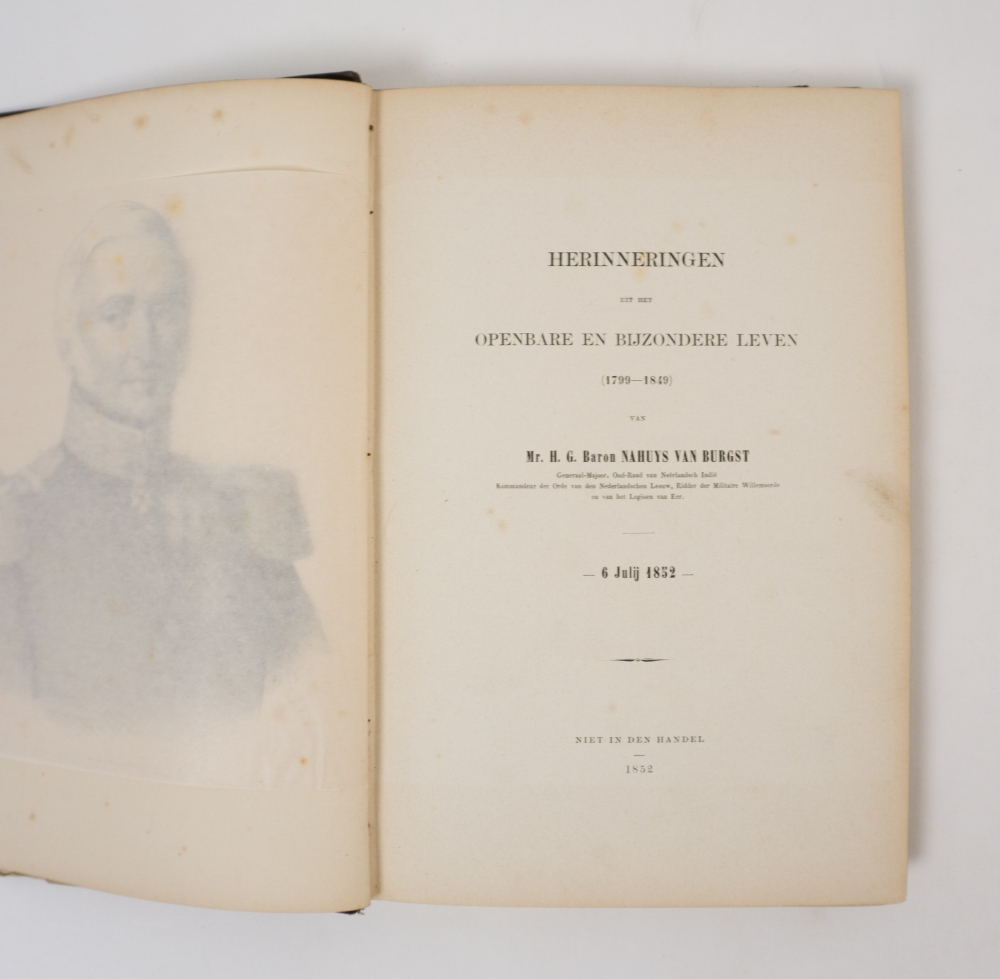 HERINNERINGEN
UIT HET
OPENBARE EN BIJZONDERE LEVEN
(1799—1849)
VAN
Mr. H. G. Baron NAHUYS VAN BURGST
Generaal-Majoor, Oud-Raad van Neêrlandsch Indië
Kommandeur der Orde van den Nederlandschen Leeuw, Ridder der Militaire Willemsorde
en van het Legioen van Eer.
— 6 Julij 1852 —
NIET IN DEN HANDEL
—
1852